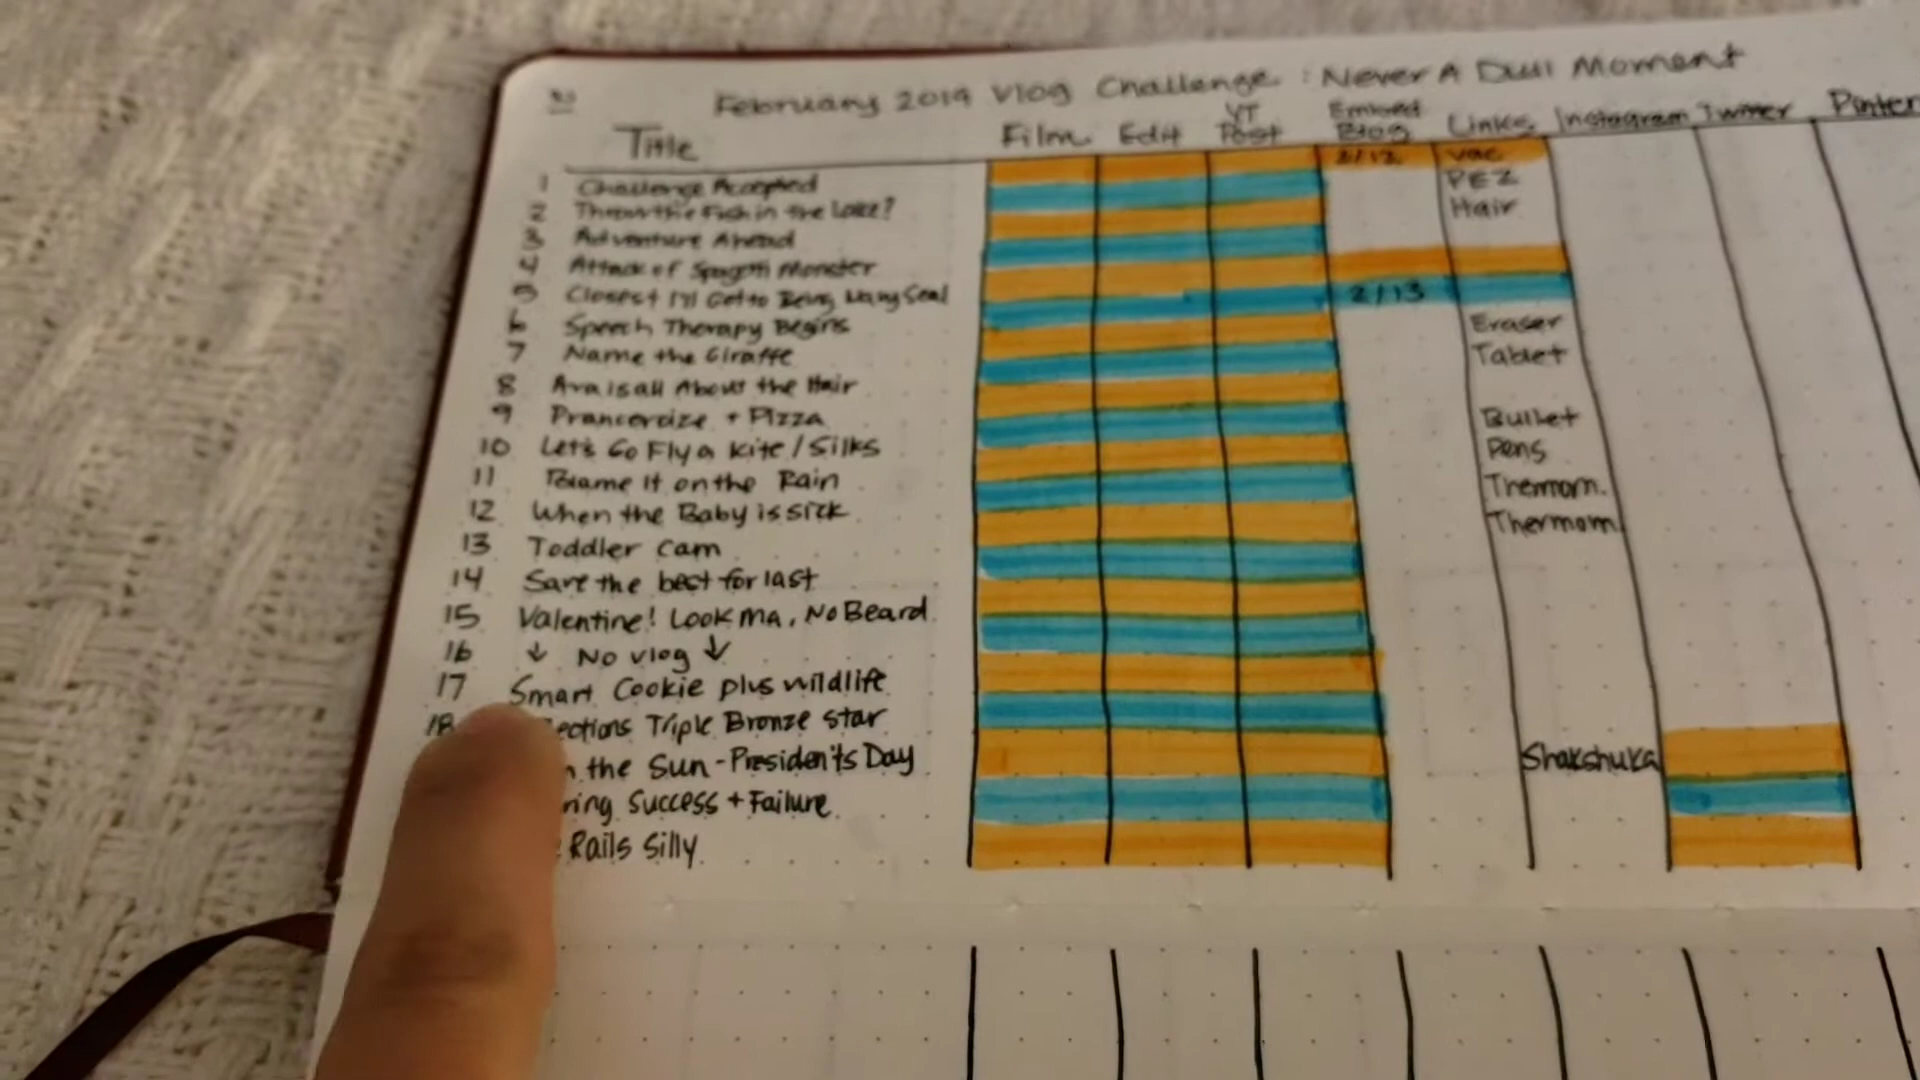 February 2019 Vlog Challenge: Never A Dull Moment
Title Film Edit YT Post Embed Blog Links Instagram Twitter Pinter
2/12 vac
1 Challenge Accepted PEZ
2 Throw the Fish in the Lake? Hair
3 Adventure Ahead
4 Attack of Spagetti Monster
5 Closest I'll Get to Being Navy Seal 2/13
6 Speech Therapy Begins Eraser
7 Name the Giraffe Tablet
8 Ava is all About the Hair
9 Prancercize + Pizza Bullet
10 Let's Go Fly a Kite / Silks Pens
11 Blame It on the Rain Themom.
12 When the Baby is sick Thermom
13 Toddler Cam
14 Save the best for last
15 Valentine! Look ma, No Beard
16 ↓ No vlog ↓
17 Smart Cookie plus wildlife
18 ections Triple Bronze Star
n the Sun - President's Day Shakshuka
ring Success + Failure
Rails Silly